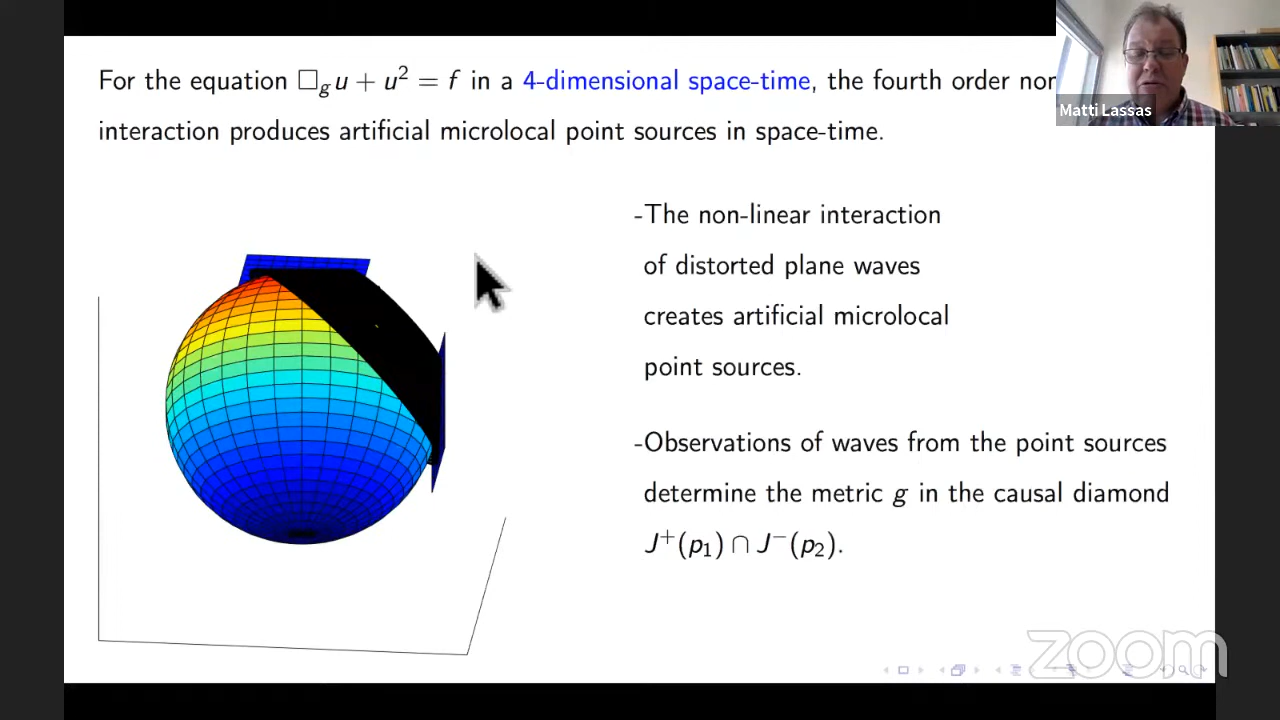 For the equation □_g u + u² = f in a 4-dimensional space-time, the fourth order
interaction produces artificial microlocal point sources in space-time.
Matti Lassas
-The non-linear interaction
of distorted plane waves
creates artificial microlocal
point sources.
-Observations of waves from the point sources
determine the metric g in the causal diamond
J⁺(p₁) ∩ J⁻(p₂).
zoom